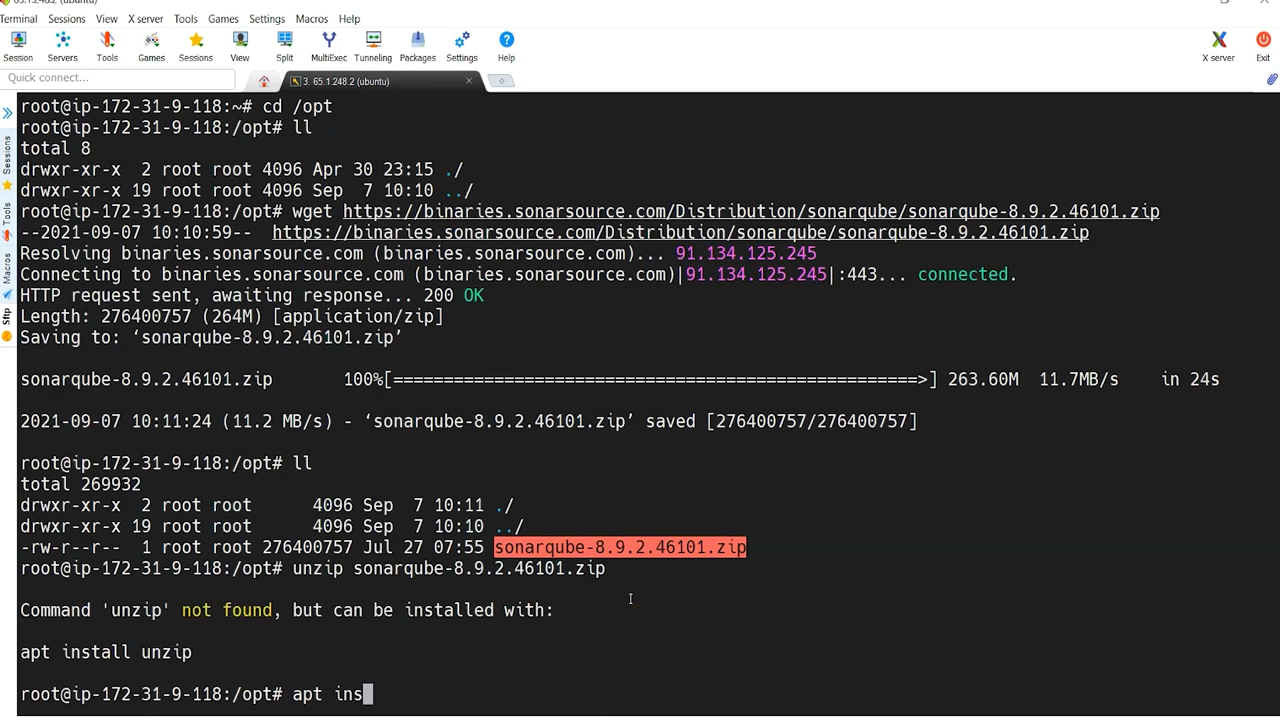 65.1.248.2 (ubuntu)
Terminal Sessions View X server Tools Games Settings Macros Help
Session Servers Tools Games Sessions View Split MultiExec Tunneling Packages Settings Help X server Exit
Quick connect...
3. 65.1.248.2 (ubuntu)
Sessions
Tools
Macros
Sftp
root@ip-172-31-9-118:~# cd /opt
root@ip-172-31-9-118:/opt# ll
total 8
drwxr-xr-x  2 root root 4096 Apr 30 23:15 ./
drwxr-xr-x 19 root root 4096 Sep  7 10:10 ../
root@ip-172-31-9-118:/opt# wget https://binaries.sonarsource.com/Distribution/sonarqube/sonarqube-8.9.2.46101.zip
--2021-09-07 10:10:59--  https://binaries.sonarsource.com/Distribution/sonarqube/sonarqube-8.9.2.46101.zip
Resolving binaries.sonarsource.com (binaries.sonarsource.com)... 91.134.125.245
Connecting to binaries.sonarsource.com (binaries.sonarsource.com)|91.134.125.245|:443... connected.
HTTP request sent, awaiting response... 200 OK
Length: 276400757 (264M) [application/zip]
Saving to: ‘sonarqube-8.9.2.46101.zip’
sonarqube-8.9.2.46101.zip       100%[====================================================>] 263.60M  11.7MB/s    in 24s
2021-09-07 10:11:24 (11.2 MB/s) - ‘sonarqube-8.9.2.46101.zip’ saved [276400757/276400757]
root@ip-172-31-9-118:/opt# ll
total 269932
drwxr-xr-x  2 root root      4096 Sep  7 10:11 ./
drwxr-xr-x 19 root root      4096 Sep  7 10:10 ../
-rw-r--r--  1 root root 276400757 Jul 27 07:55 sonarqube-8.9.2.46101.zip
root@ip-172-31-9-118:/opt# unzip sonarqube-8.9.2.46101.zip
Command 'unzip' not found, but can be installed with:
apt install unzip
root@ip-172-31-9-118:/opt# apt ins